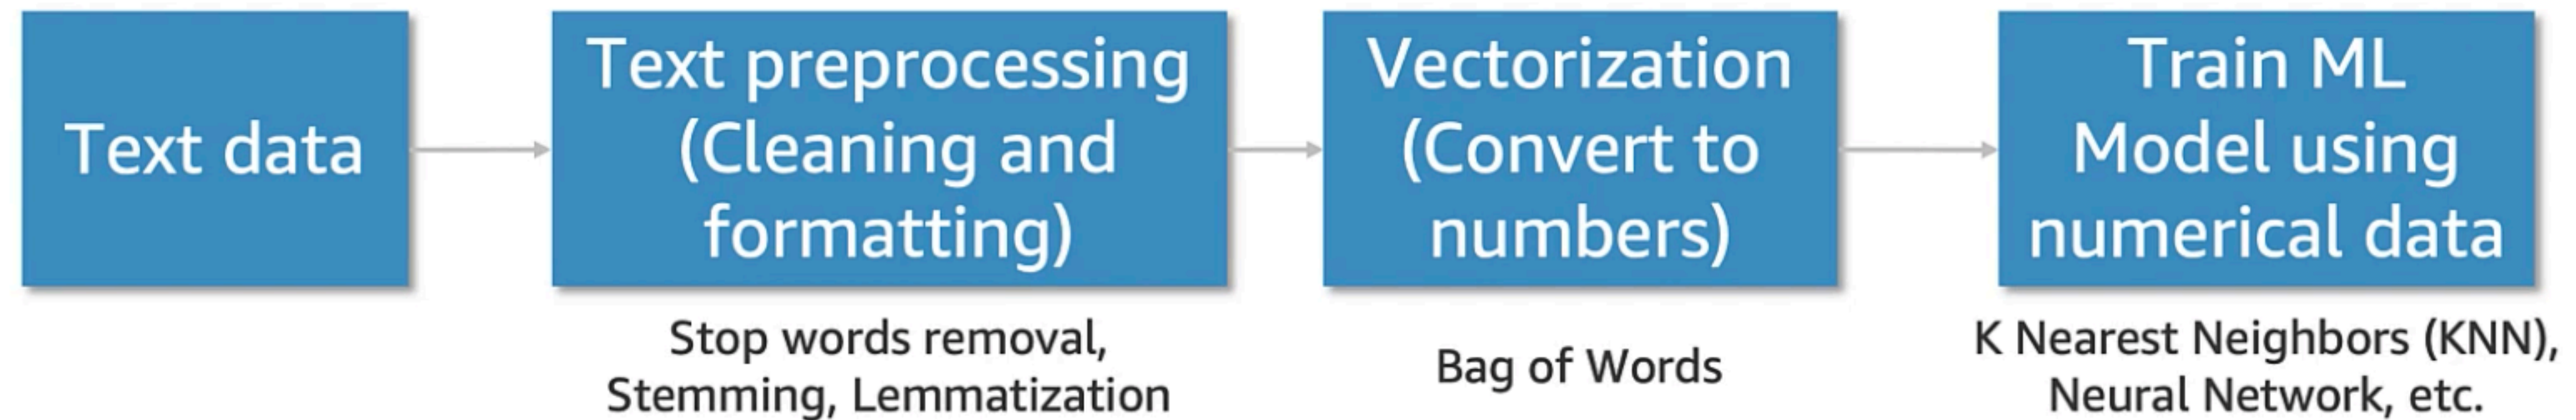 Text data
Text preprocessing
(Cleaning and
formatting)
Vectorization
(Convert to
numbers)
Train ML
Model using
numerical data
Stop words removal,
Stemming, Lemmatization
Bag of Words
K Nearest Neighbors (KNN),
Neural Network, etc.